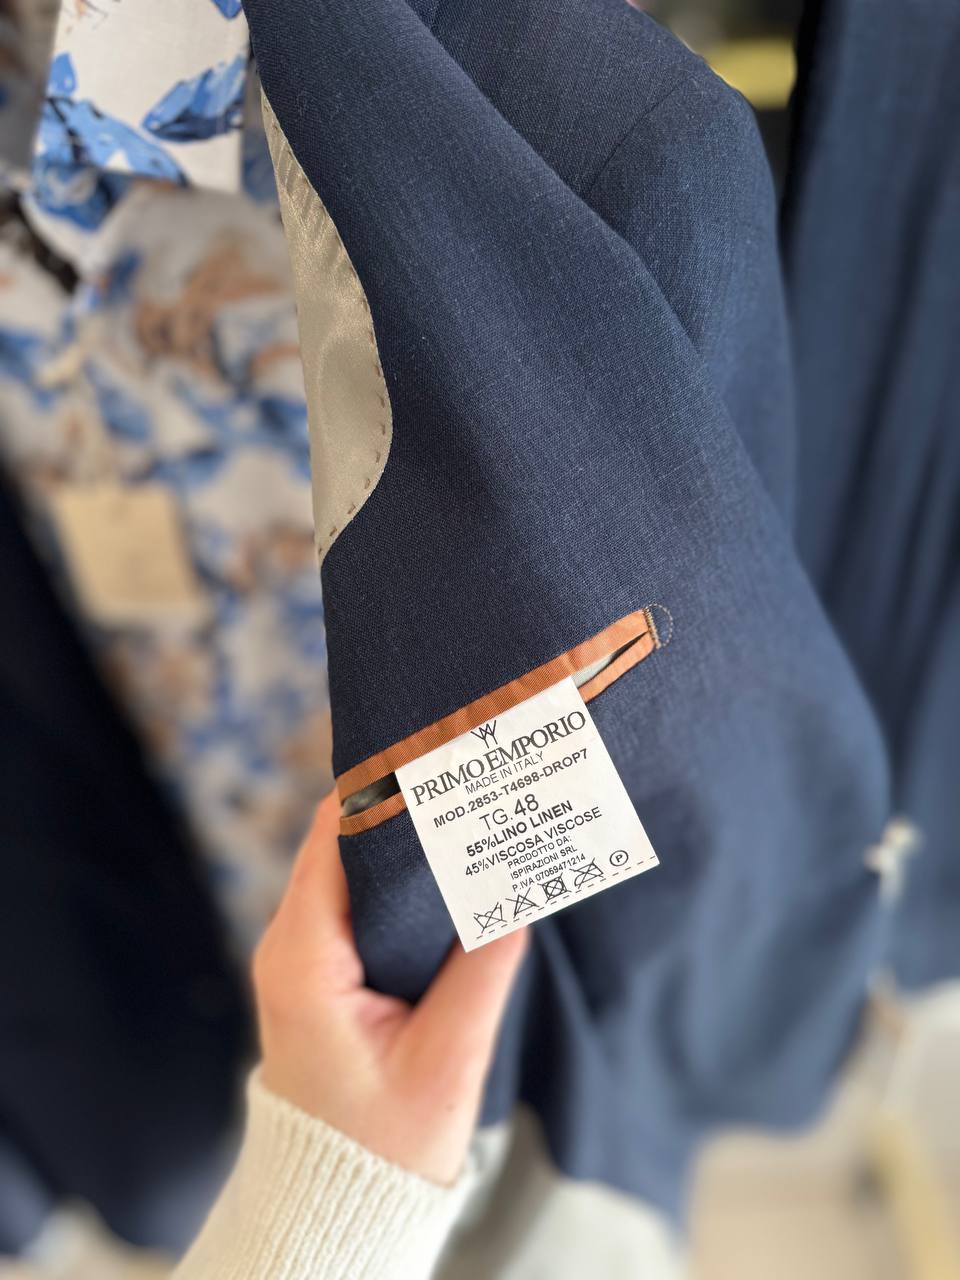 PRIMO EMPORIO
MADE IN ITALY
MOD.2853-T4698-DROP7
TG.48
55%LINO LINEN
45%VISCOSA VISCOSE
PRODOTTO DA:
ISPIRAZIONI SRL
P.IVA 07069471214
P